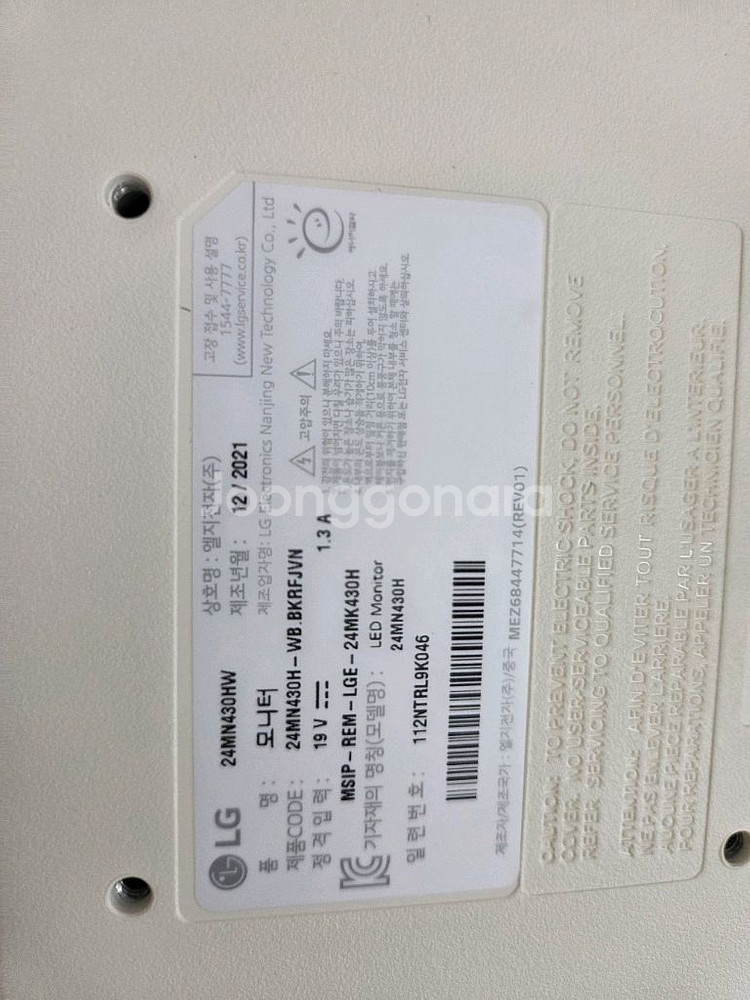 LG
24MN430HW
상호명 : 엘지전자(주)
고장 접수 및 사용 설명
1544-7777
(www.lgservice.co.kr)
품 명 : 모니터
제조년월 : 12 / 2021
제품CODE : 24MN430H-WB.BKRFJVN
제조업자명: LG Electronics Nanjing New Technology Co., Ltd
정 격 입 력 : 19 V 1.3 A
고압주의
MSIP-REM-LGE-24MK430H
기자재의 명칭(모델명) : LED Monitor
24MN430H
일 련 번 호 : 112NTRL9K046
제조자/제조국가 : 엘지전자(주)/중국 MEZ68447714(REV01)
CAUTION: TO PREVENT ELECTRIC SHOCK, DO NOT REMOVE
COVER. NO USER-SERVICEABLE PARTS INSIDE.
REFER SERVICING TO QUALIFIED SERVICE PERSONNEL.
ATTENTION: AFIN D'EVITER TOUT RISQUE D'ELECTROCUTION,
NE PAS ENLEVER L'ARRIERE.
AUCUNE PIECE REPARABLE PAR L'USAGER A L'INTERIEUR.
POUR REPARATIONS, APPELER UN TECHNICIEN QUALIFIE.
Joonggonara